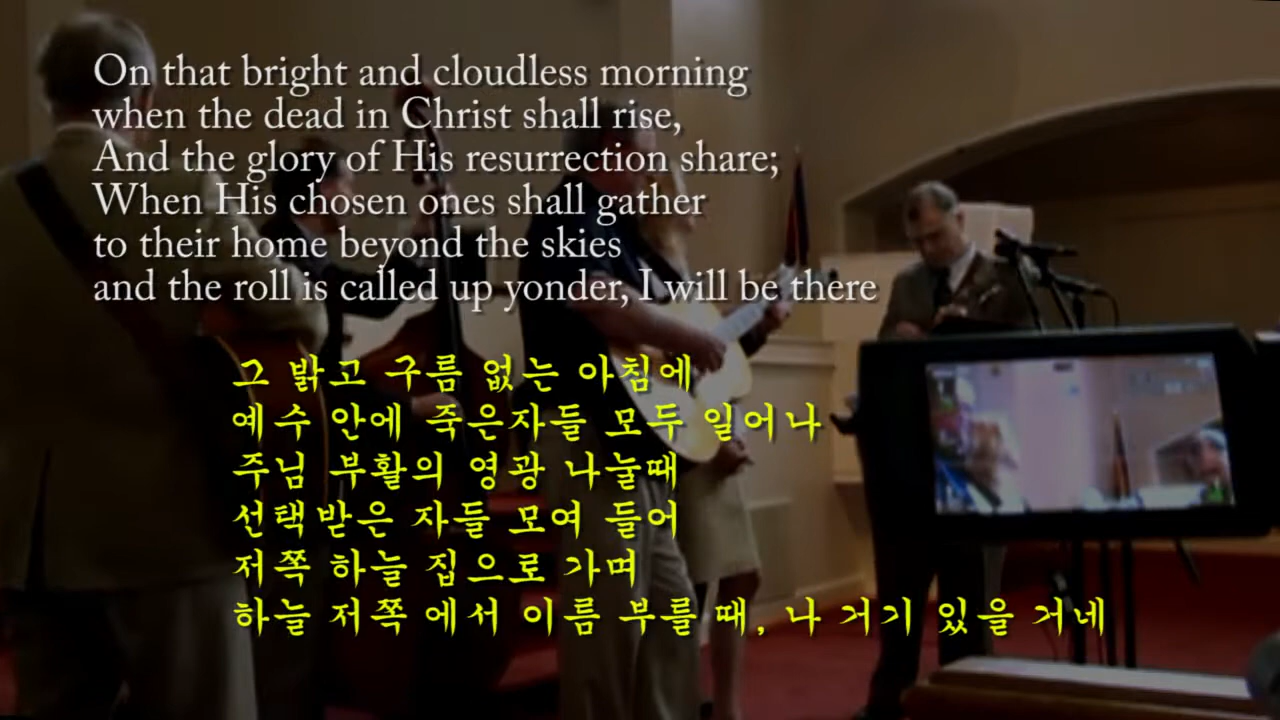 On that bright and cloudless morning
when the dead in Christ shall rise,
And the glory of His resurrection share;
When His chosen ones shall gather
to their home beyond the skies
and the roll is called up yonder, I will be there
그 밝고 구름 없는 아침에
예수 안에 죽은자들 모두 일어나
주님 부활의 영광 나눌때
선택받은 자들 모여 들어
저쪽 하늘 집으로 가며
하늘 저쪽 에서 이름 부를 때, 나 거기 있을 거네